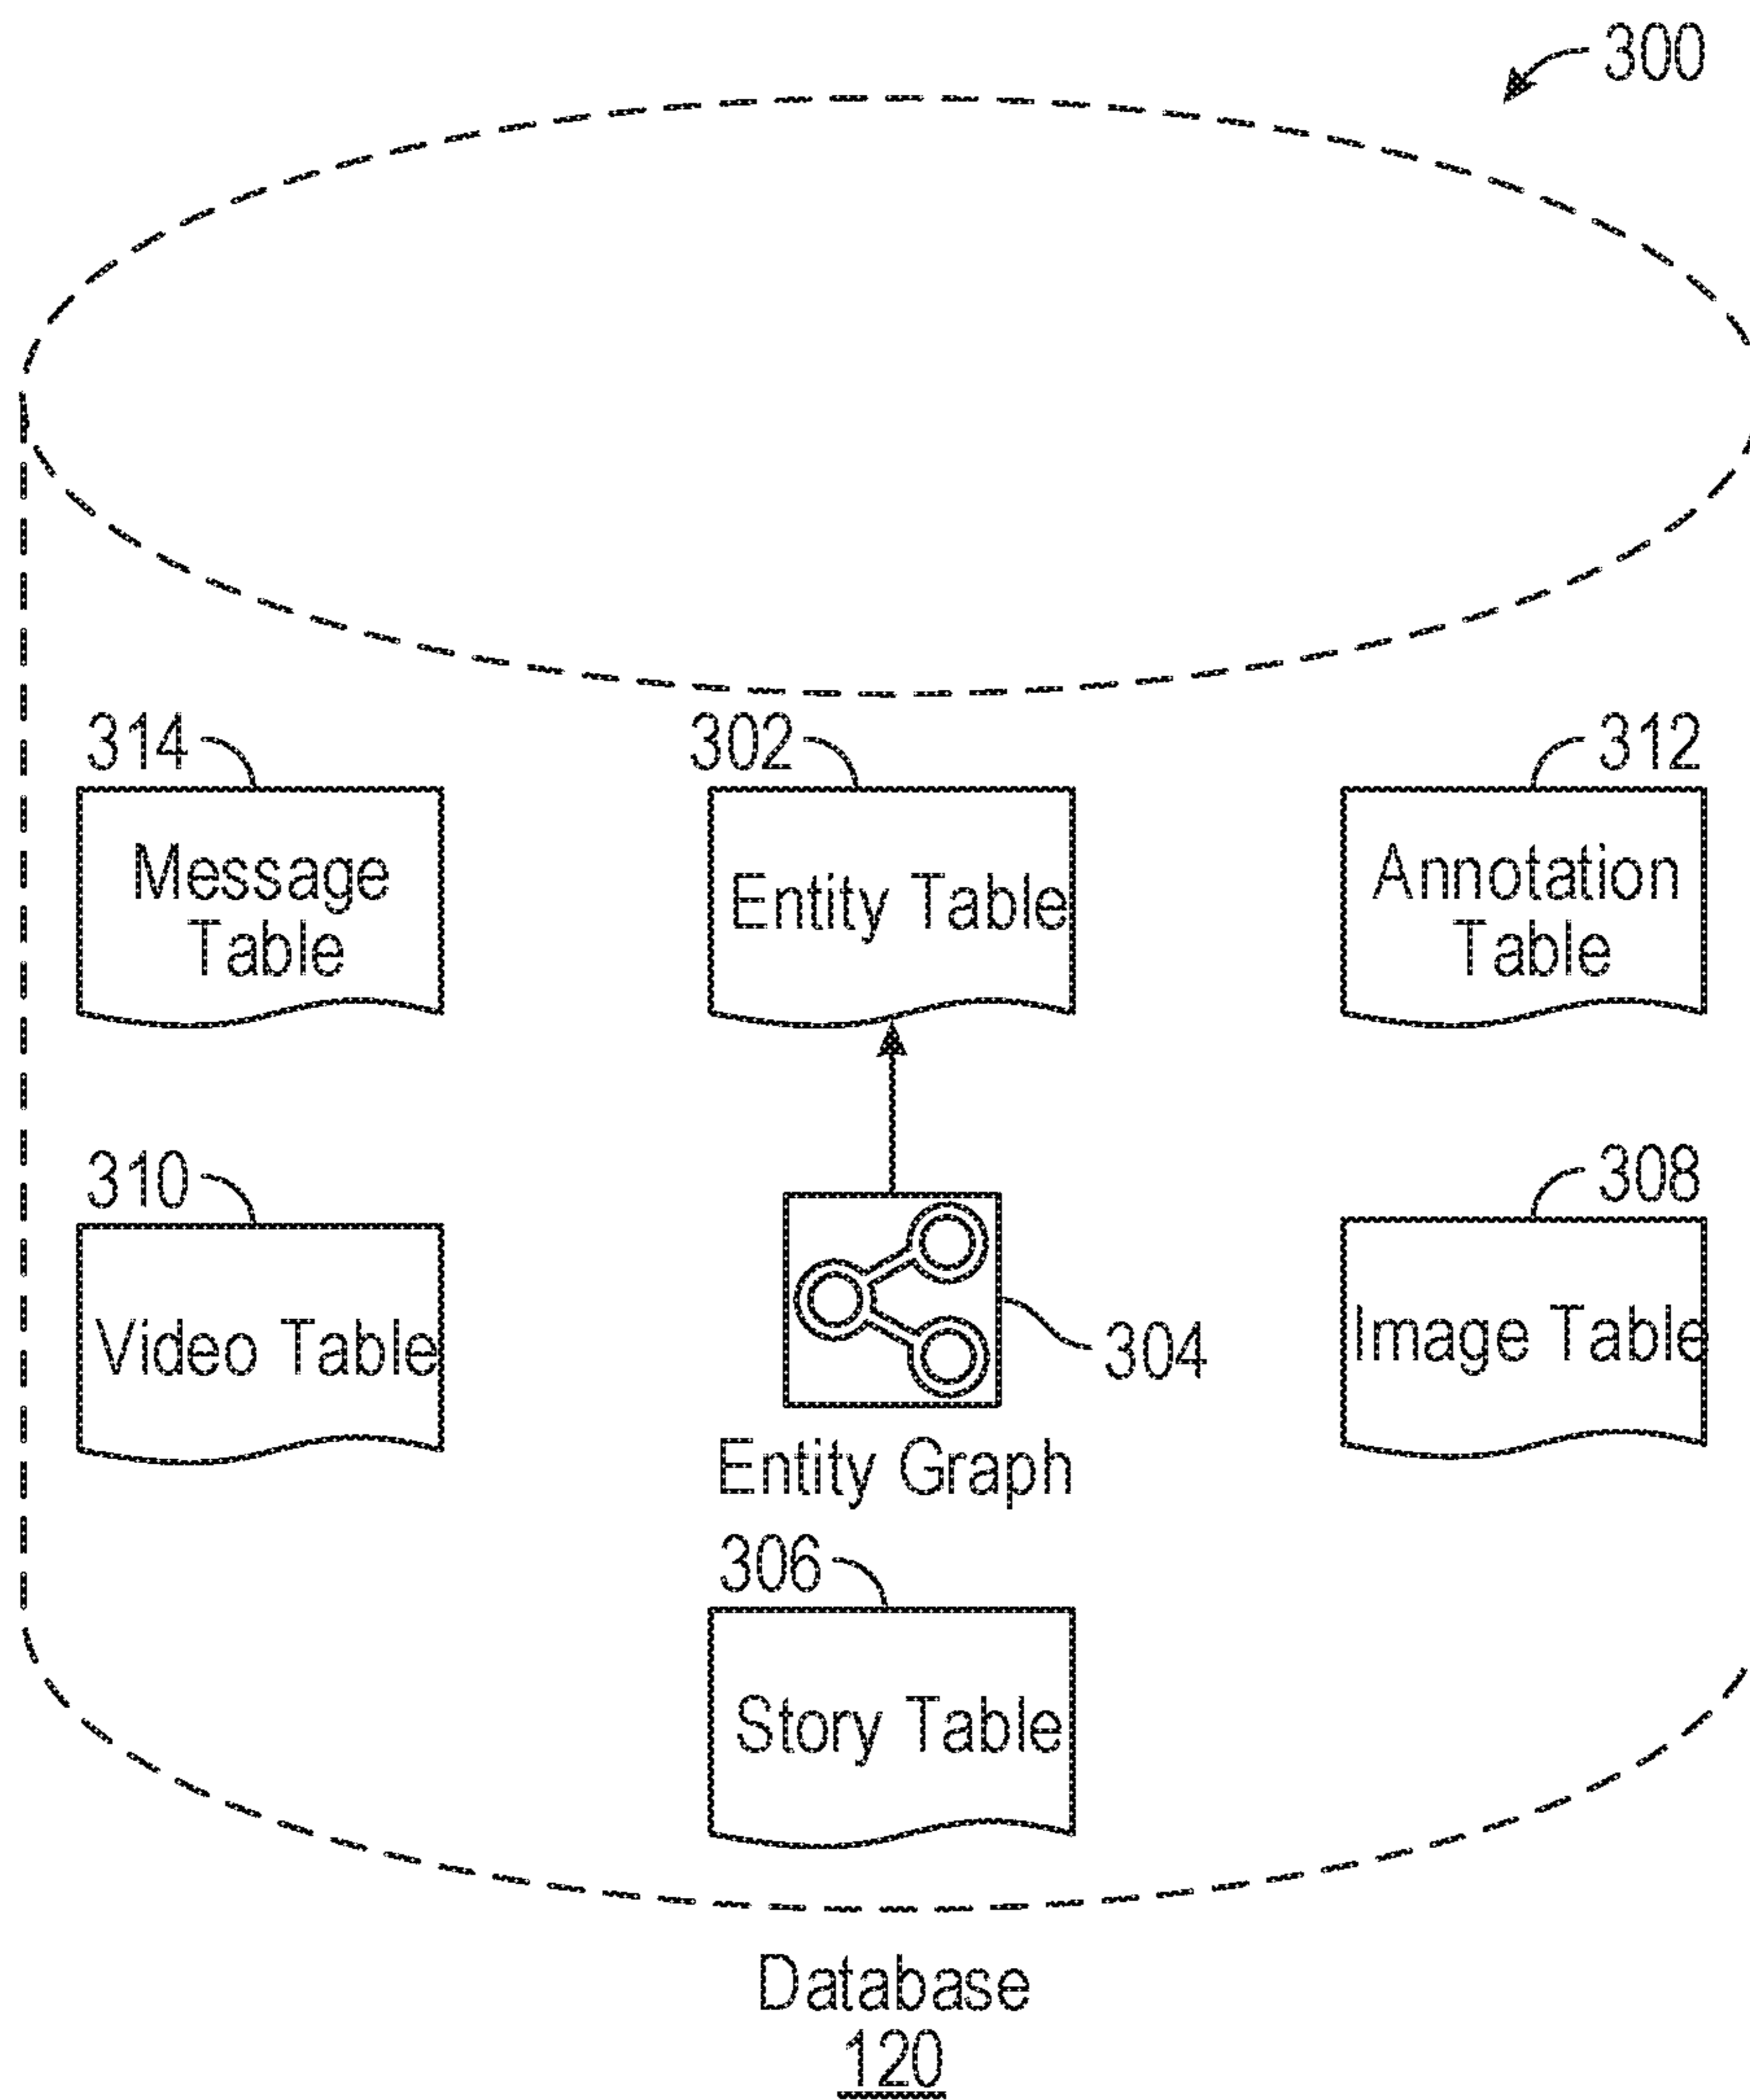 300
314
302
312
Message
Table
Entity Table
Annotation
Table
310
308
Video Table
304
Image Table
Entity Graph
306
Story Table
Database
120